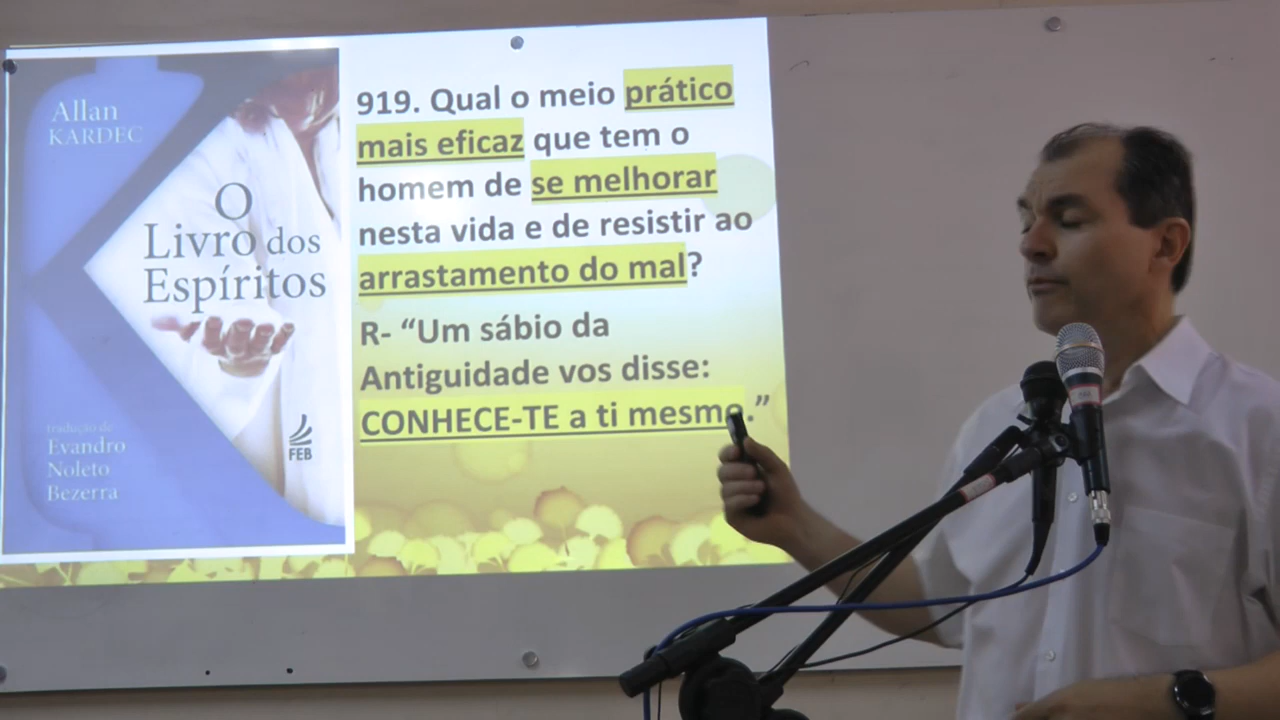 Allan
KARDEC
O
Livro dos
Espíritos
tradução de
Evandro
Noleto
Bezerra
FEB
919. Qual o meio prático
mais eficaz que tem o
homem de se melhorar
nesta vida e de resistir ao
arrastamento do mal?
R- “Um sábio da
Antiguidade vos disse:
CONHECE-TE a ti mesmo.”